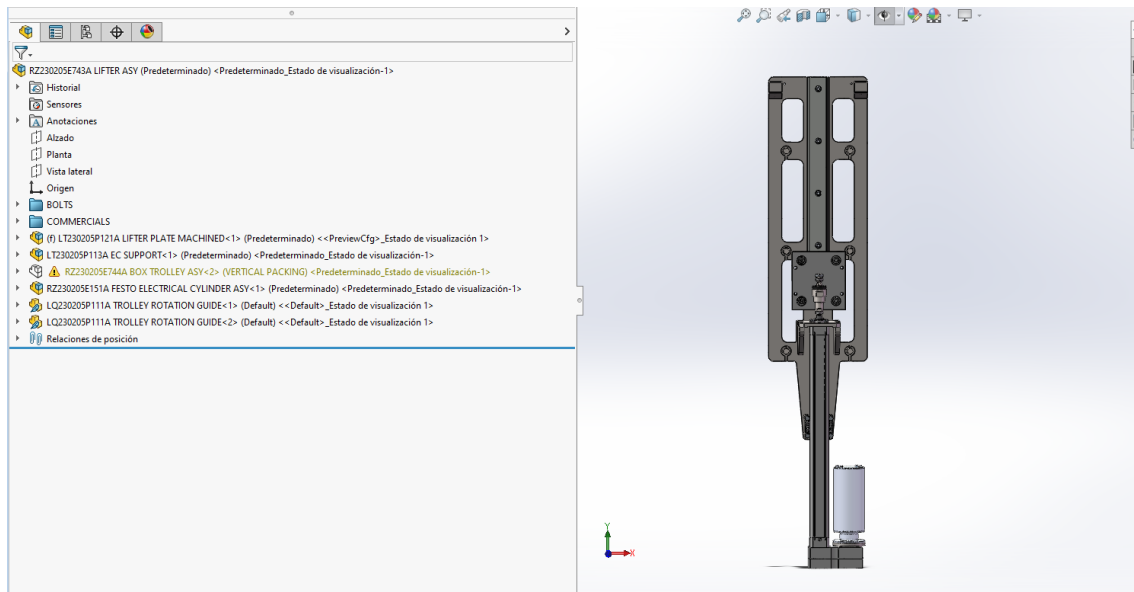 RZ230205E743A LIFTER ASY (Predeterminado) <Predeterminado_Estado de visualización-1>
Historial
Sensores
Anotaciones
Alzado
Planta
Vista lateral
Origen
BOLTS
COMMERCIALS
(f) LT230205P121A LIFTER PLATE MACHINED<1> (Predeterminado) <<PreviewCfg>_Estado de visualización 1>
LT230205P113A EC SUPPORT<1> (Predeterminado) <Predeterminado_Estado de visualización-1>
RZ230205E744A BOX TROLLEY ASY<2> (VERTICAL PACKING) <Predeterminado_Estado de visualización-1>
RZ230205E151A FESTO ELECTRICAL CYLINDER ASY<1> (Predeterminado) <Predeterminado_Estado de visualización-1>
LQ230205P111A TROLLEY ROTATION GUIDE<1> (Default) <<Default>_Estado de visualización 1>
LQ230205P111A TROLLEY ROTATION GUIDE<2> (Default) <<Default>_Estado de visualización 1>
Relaciones de posición
Y
X